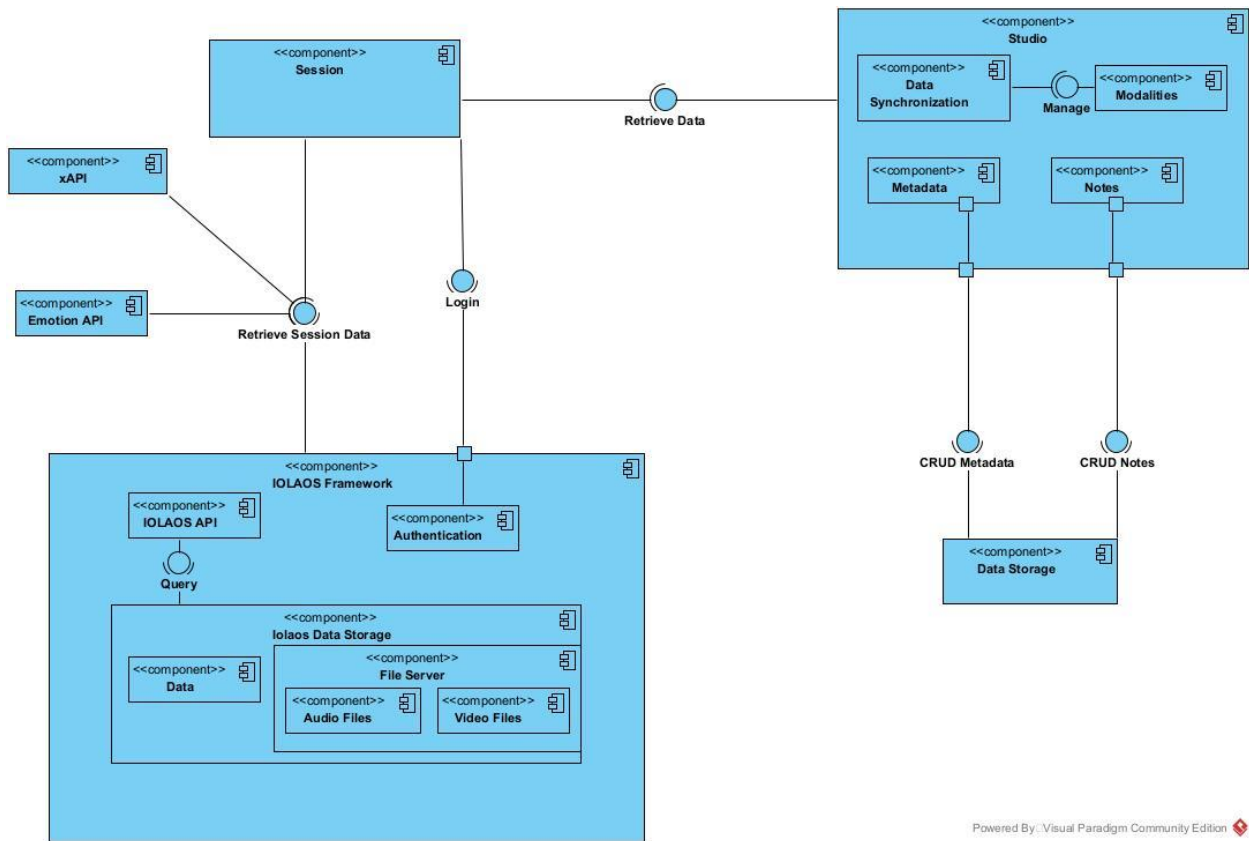 <<component>>
Studio
<<component>>
Session
<<component>>
Data
Synchronization
<<component>>
Modalities
Manage
Retrieve Data
<<component>>
xAPI
<<component>>
Metadata
<<component>>
Notes
<<component>>
Emotion API
Login
Retrieve Session Data
CRUD Metadata
CRUD Notes
<<component>>
IOLAOS Framework
<<component>>
IOLAOS API
<<component>>
Authentication
Query
<<component>>
Data Storage
<<component>>
Iolaos Data Storage
<<component>>
File Server
<<component>>
Data
<<component>>
Audio Files
<<component>>
Video Files
Powered By Visual Paradigm Community Edition